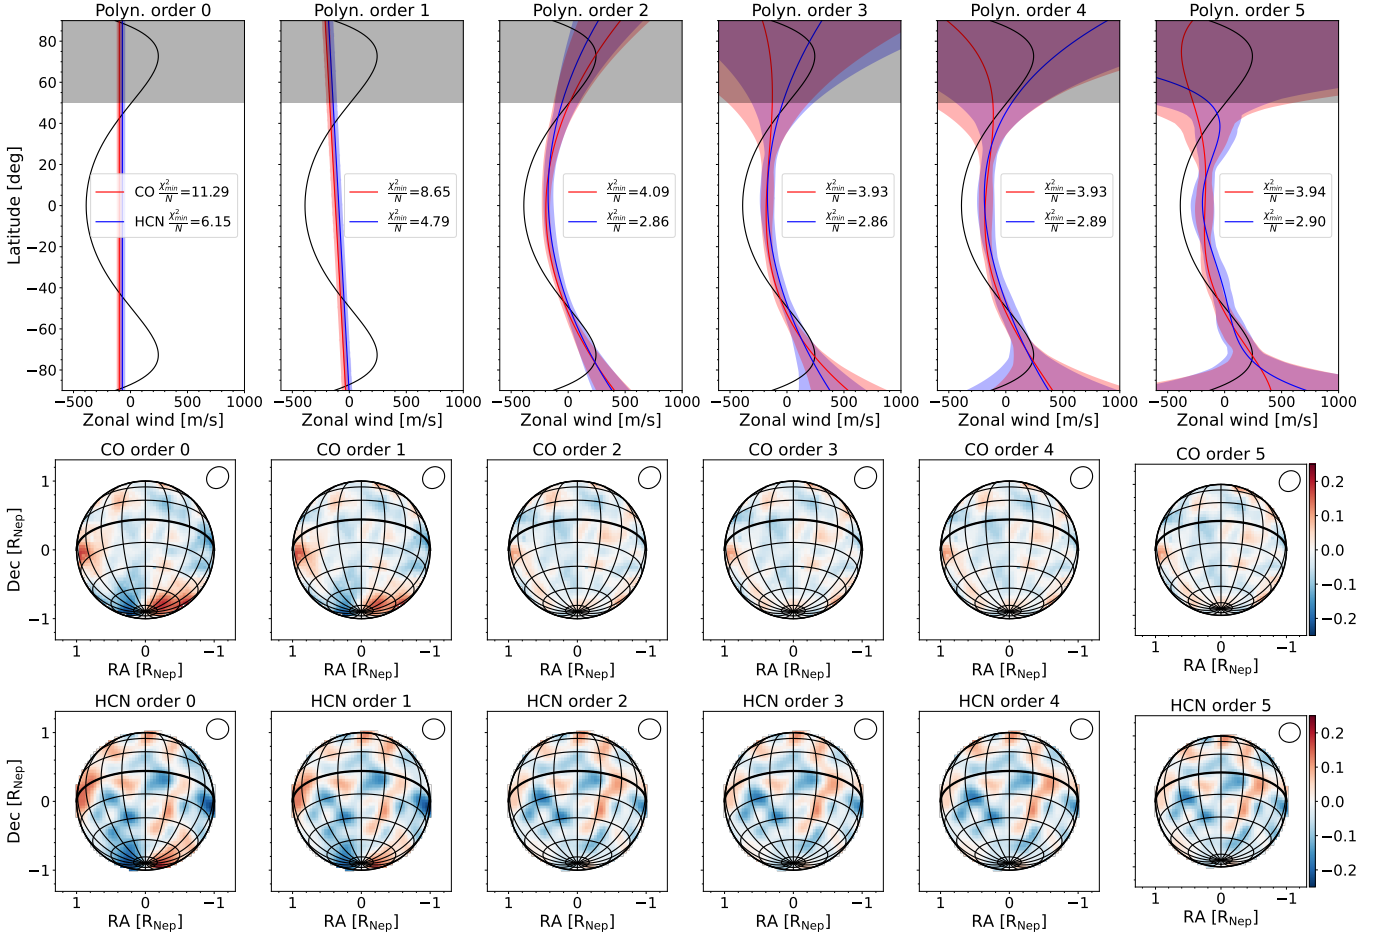 Polyn. order 0 Polyn. order 1 Polyn. order 2 Polyn. order 3 Polyn. order 4 Polyn. order 5
80
60
40
20
0
−20
−40
−60
−80
Latitude [deg]
CO χ²min/N=11.29
HCN χ²min/N=6.15
χ²min/N=8.65
χ²min/N=4.79
χ²min/N=4.09
χ²min/N=2.86
χ²min/N=3.93
χ²min/N=2.86
χ²min/N=3.93
χ²min/N=2.89
χ²min/N=3.94
χ²min/N=2.90
−500 0 500 1000 −500 0 500 1000 −500 0 500 1000 −500 0 500 1000 −500 0 500 1000 −500 0 500 1000
Zonal wind [m/s] Zonal wind [m/s] Zonal wind [m/s] Zonal wind [m/s] Zonal wind [m/s] Zonal wind [m/s]
CO order 0 CO order 1 CO order 2 CO order 3 CO order 4 CO order 5
1
0
−1
Dec [RNep]
0.2
0.1
0.0
−0.1
−0.2
1 0 −1 1 0 −1 1 0 −1 1 0 −1 1 0 −1 1 0 −1
RA [RNep] RA [RNep] RA [RNep] RA [RNep] RA [RNep] RA [RNep]
HCN order 0 HCN order 1 HCN order 2 HCN order 3 HCN order 4 HCN order 5
1
0
−1
Dec [RNep]
0.2
0.1
0.0
−0.1
−0.2
1 0 −1 1 0 −1 1 0 −1 1 0 −1 1 0 −1 1 0 −1
RA [RNep] RA [RNep] RA [RNep] RA [RNep] RA [RNep] RA [RNep]